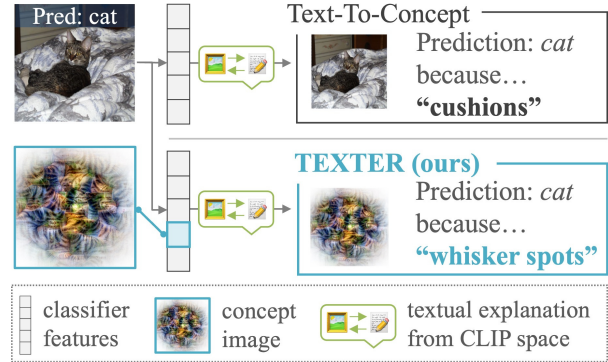 Pred: cat
Text-To-Concept
Prediction: cat
because…
“cushions”
TEXTER (ours)
Prediction: cat
because…
“whisker spots”
classifier
features
concept
image
textual explanation
from CLIP space